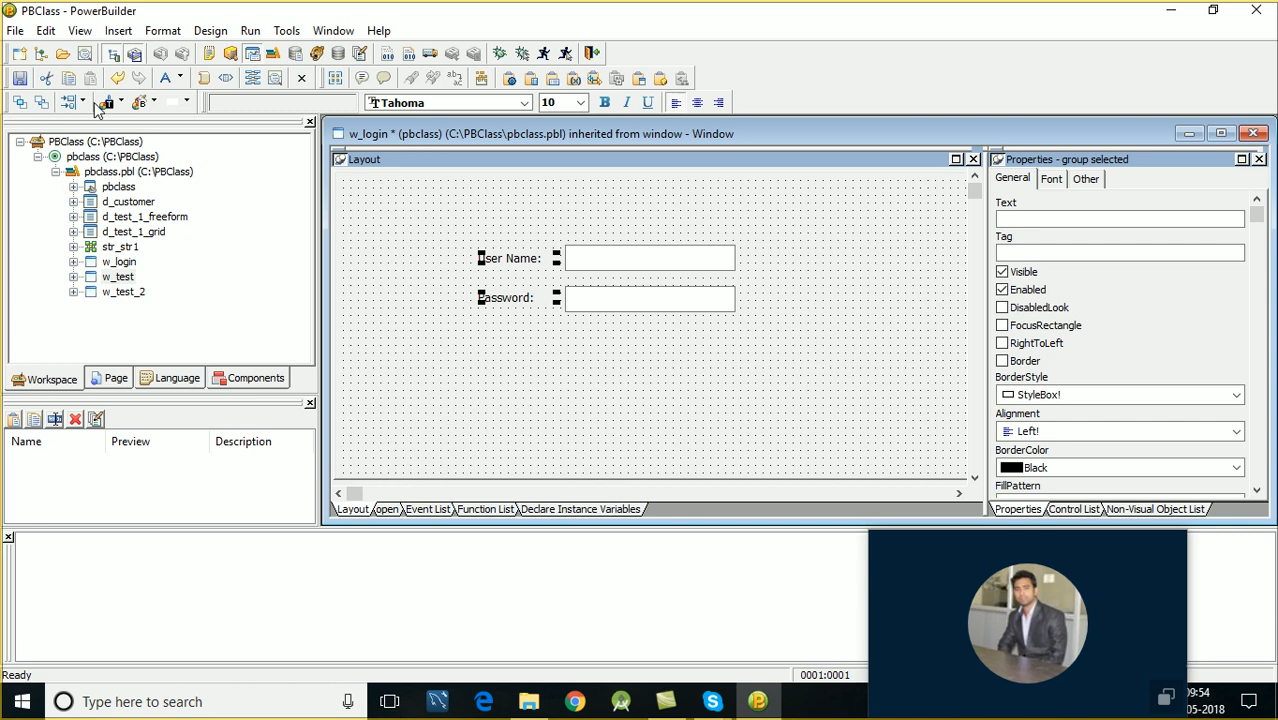 PBClass - PowerBuilder
File Edit View Insert Format Design Run Tools Window Help
Tahoma 10 B I U
PBClass (C:\PBClass)
pbclass (C:\PBClass)
pbclass.pbl (C:\PBClass)
pbclass
d_customer
d_test_1_freeform
d_test_1_grid
str_str1
w_login
w_test
w_test_2
Workspace Page Language Components
Name Preview Description
w_login * (pbclass) (C:\PBClass\pbclass.pbl) inherited from window - Window
Layout
User Name:
Password:
Layout open Event List Function List Declare Instance Variables
Properties - group selected
General Font Other
Text
Tag
Visible
Enabled
DisabledLook
FocusRectangle
RightToLeft
Border
BorderStyle
StyleBox!
Alignment
Left!
BorderColor
Black
FillPattern
Properties Control List Non-Visual Object List
Ready 0001:0001
Type here to search
09:54
05-2018